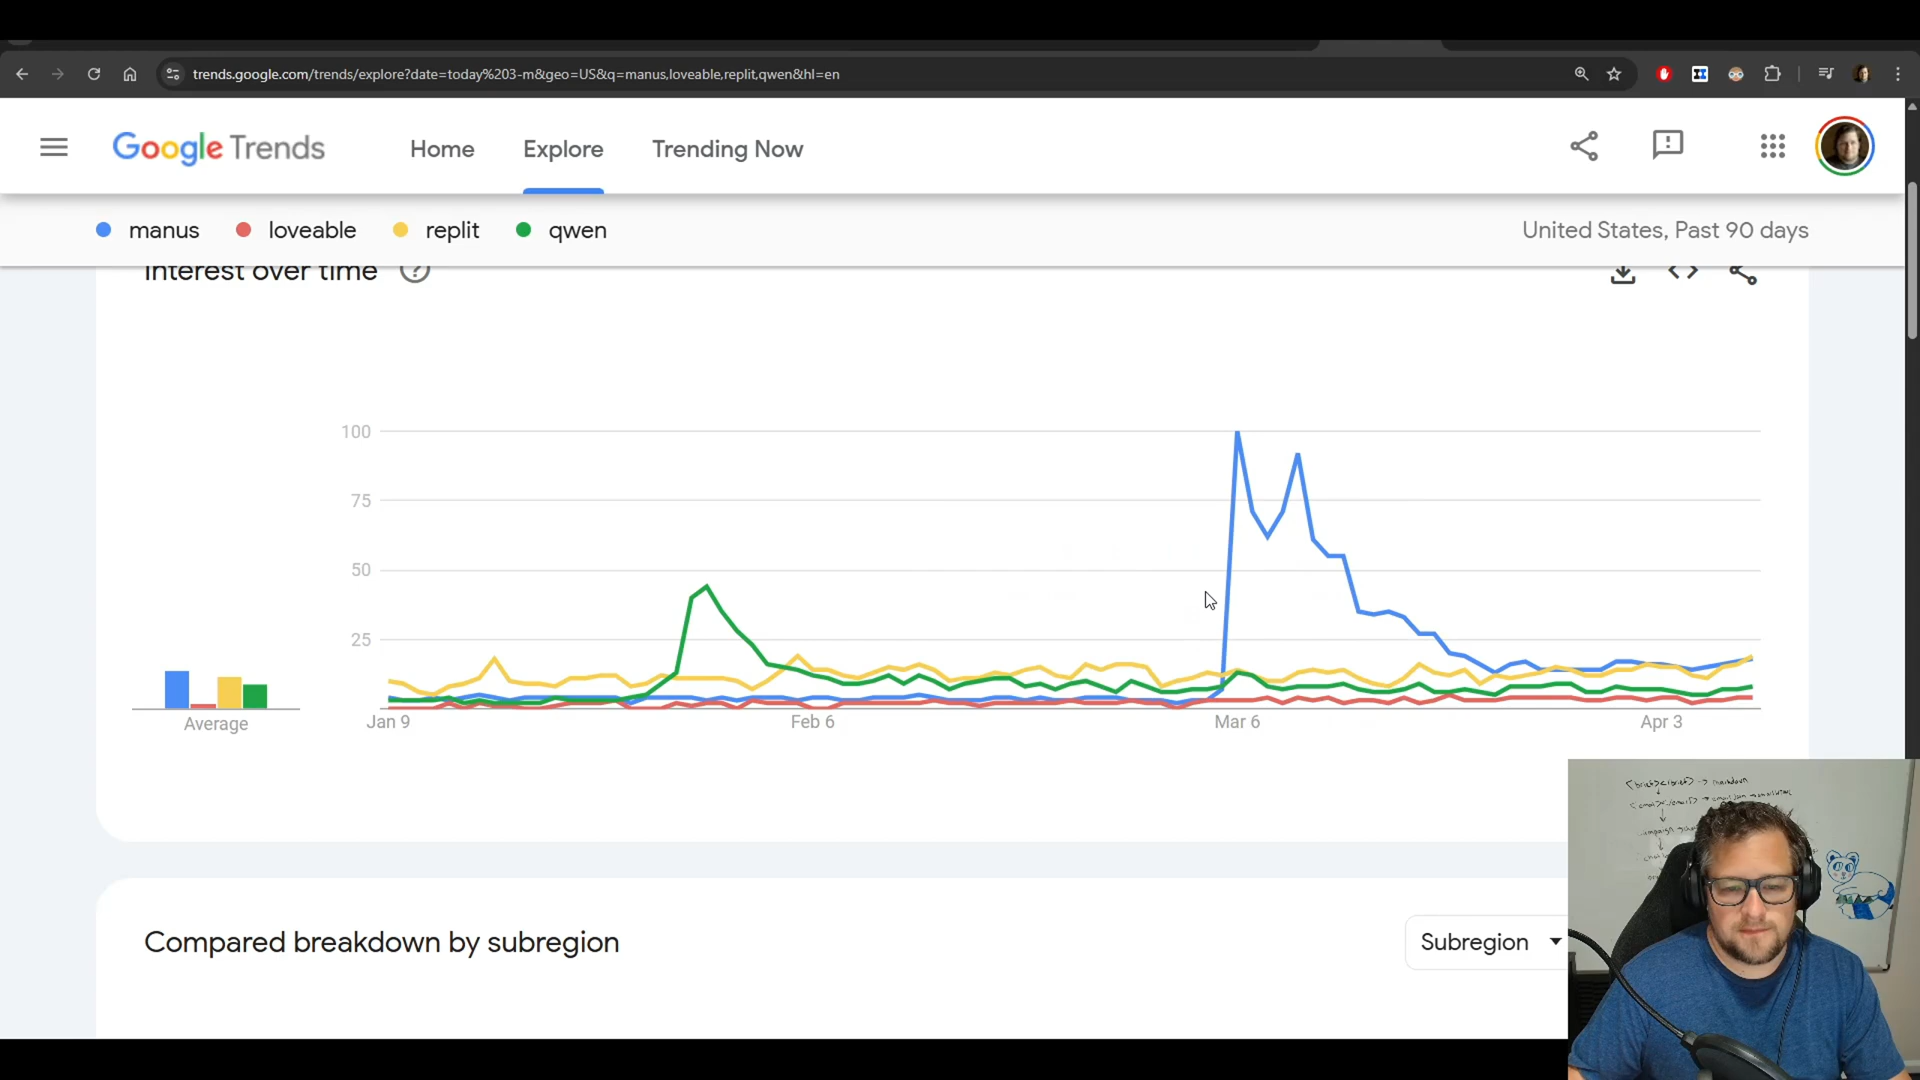 trends.google.com/trends/explore?date=today%203-m&geo=US&q=manus,loveable,replit,qwen&hl=en
Google Trends
Home
Explore
Trending Now
manus
loveable
replit
qwen
United States, Past 90 days
Interest over time
100
75
50
25
Average
Jan 9
Feb 6
Mar 6
Apr 3
Compared breakdown by subregion
Subregion
markdown